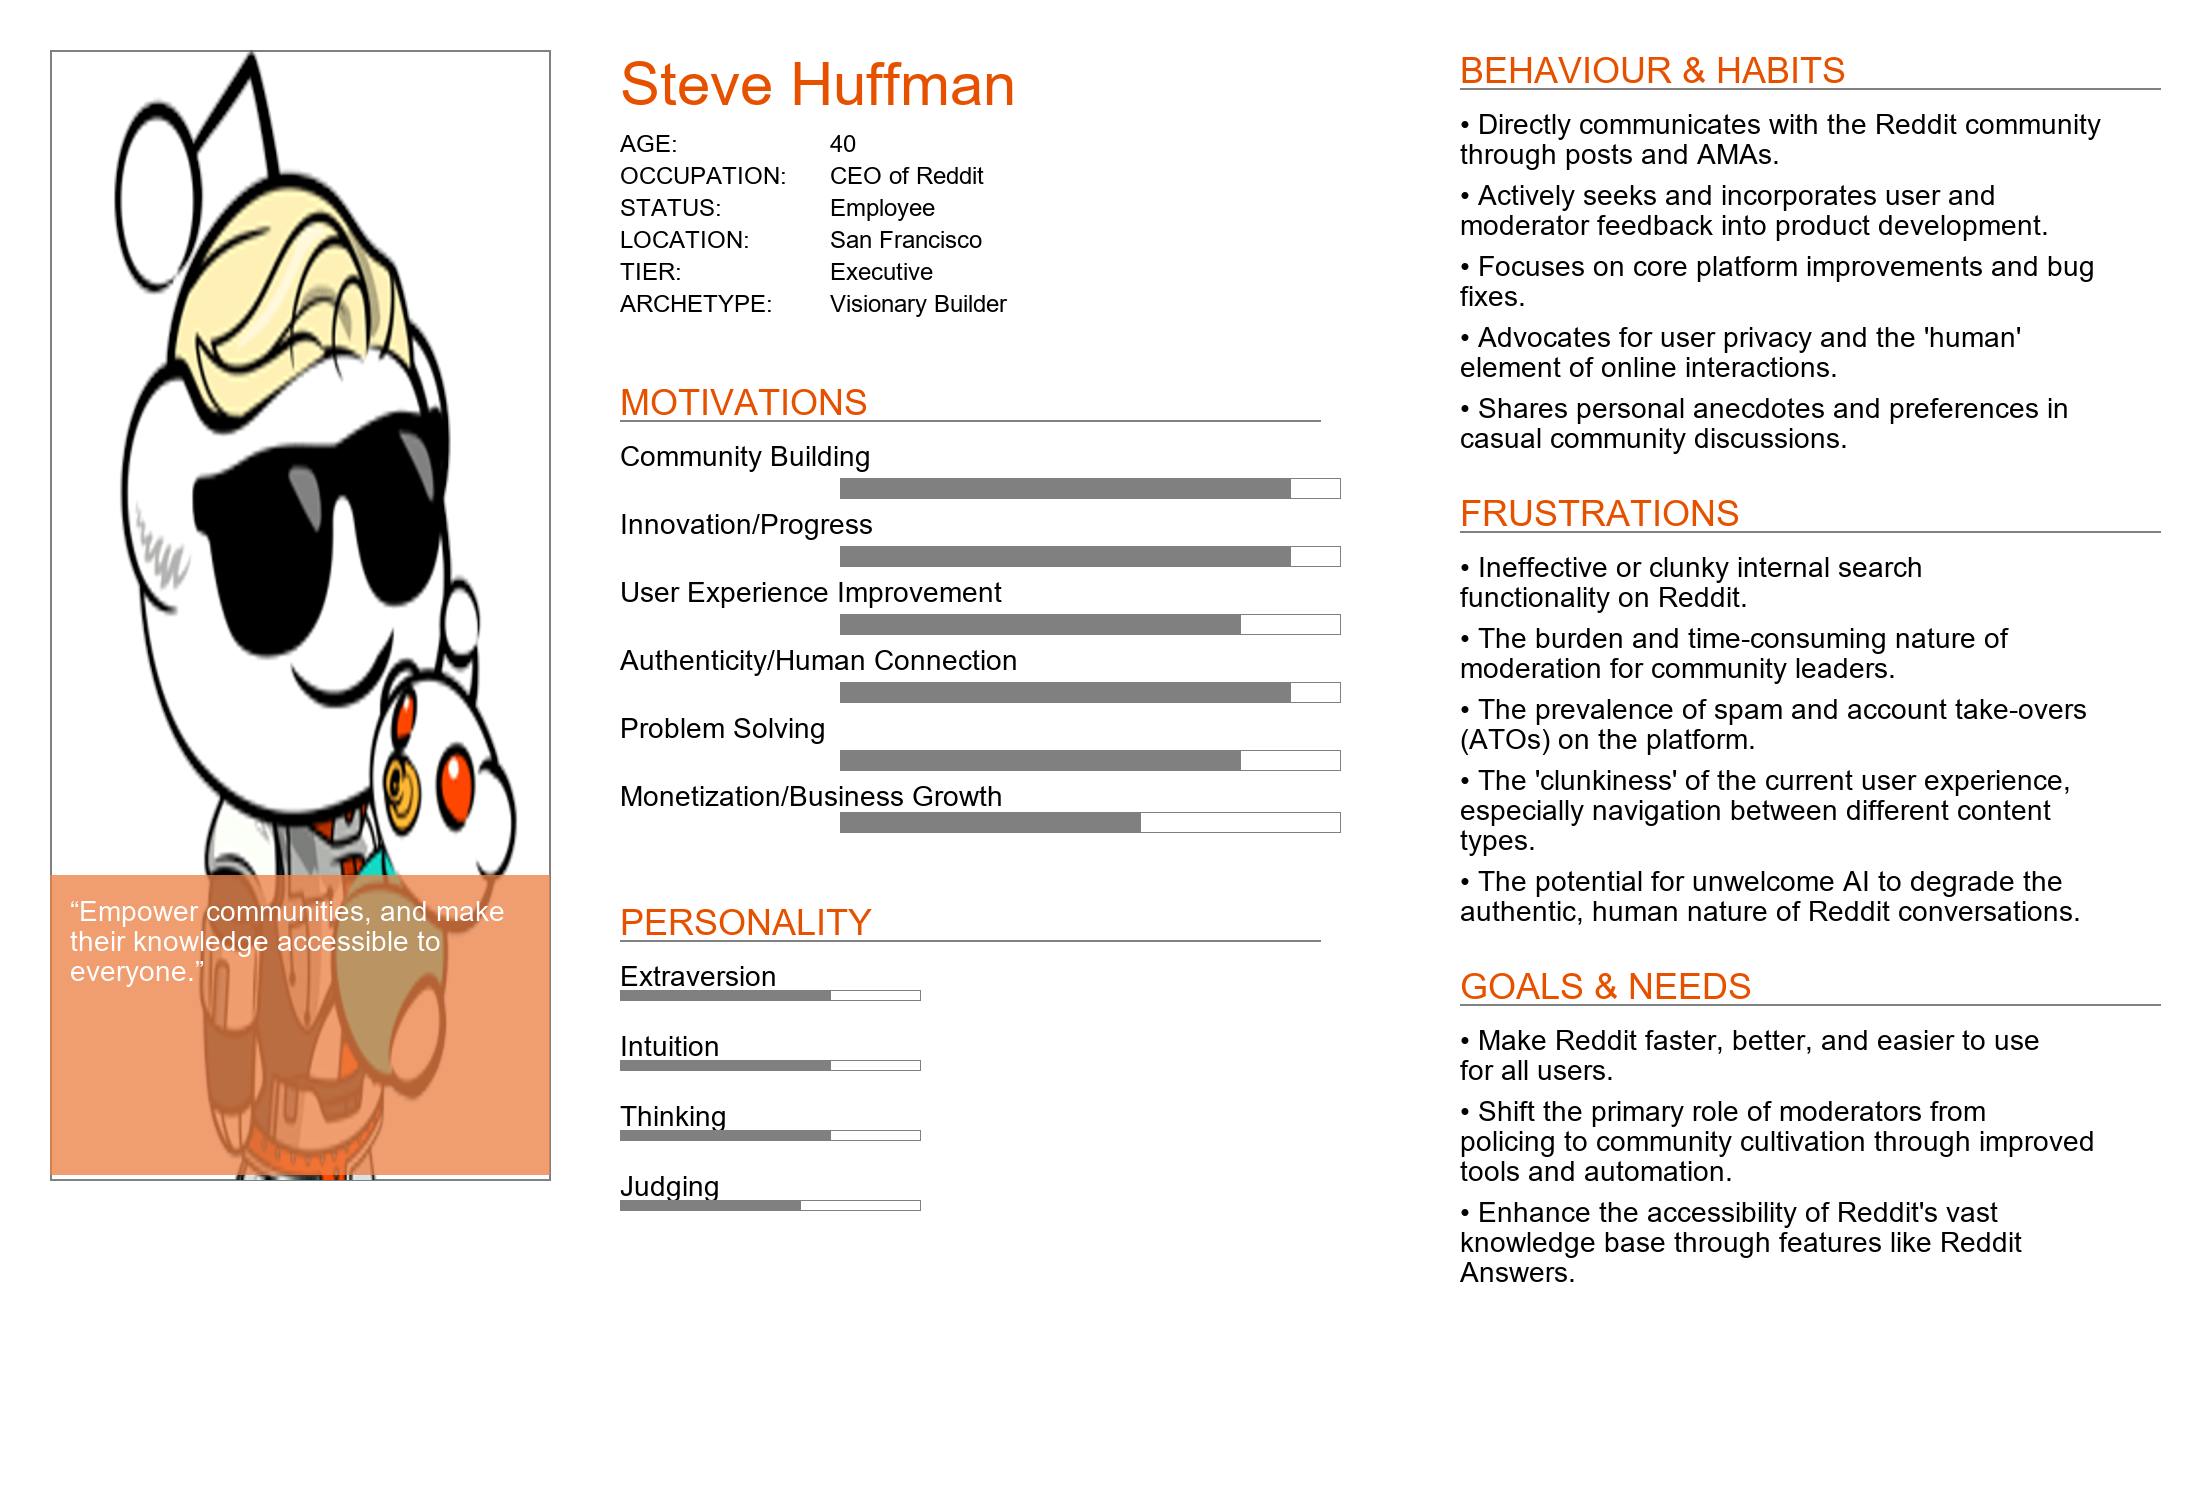 “Empower communities, and make
their knowledge accessible to
everyone.”
Steve Huffman
AGE: 40
OCCUPATION: CEO of Reddit
STATUS: Employee
LOCATION: San Francisco
TIER: Executive
ARCHETYPE: Visionary Builder
MOTIVATIONS
Community Building
Innovation/Progress
User Experience Improvement
Authenticity/Human Connection
Problem Solving
Monetization/Business Growth
PERSONALITY
Extraversion
Intuition
Thinking
Judging
BEHAVIOUR & HABITS
• Directly communicates with the Reddit community
through posts and AMAs.
• Actively seeks and incorporates user and
moderator feedback into product development.
• Focuses on core platform improvements and bug
fixes.
• Advocates for user privacy and the 'human'
element of online interactions.
• Shares personal anecdotes and preferences in
casual community discussions.
FRUSTRATIONS
• Ineffective or clunky internal search
functionality on Reddit.
• The burden and time-consuming nature of
moderation for community leaders.
• The prevalence of spam and account take-overs
(ATOs) on the platform.
• The 'clunkiness' of the current user experience,
especially navigation between different content
types.
• The potential for unwelcome AI to degrade the
authentic, human nature of Reddit conversations.
GOALS & NEEDS
• Make Reddit faster, better, and easier to use
for all users.
• Shift the primary role of moderators from
policing to community cultivation through improved
tools and automation.
• Enhance the accessibility of Reddit's vast
knowledge base through features like Reddit
Answers.